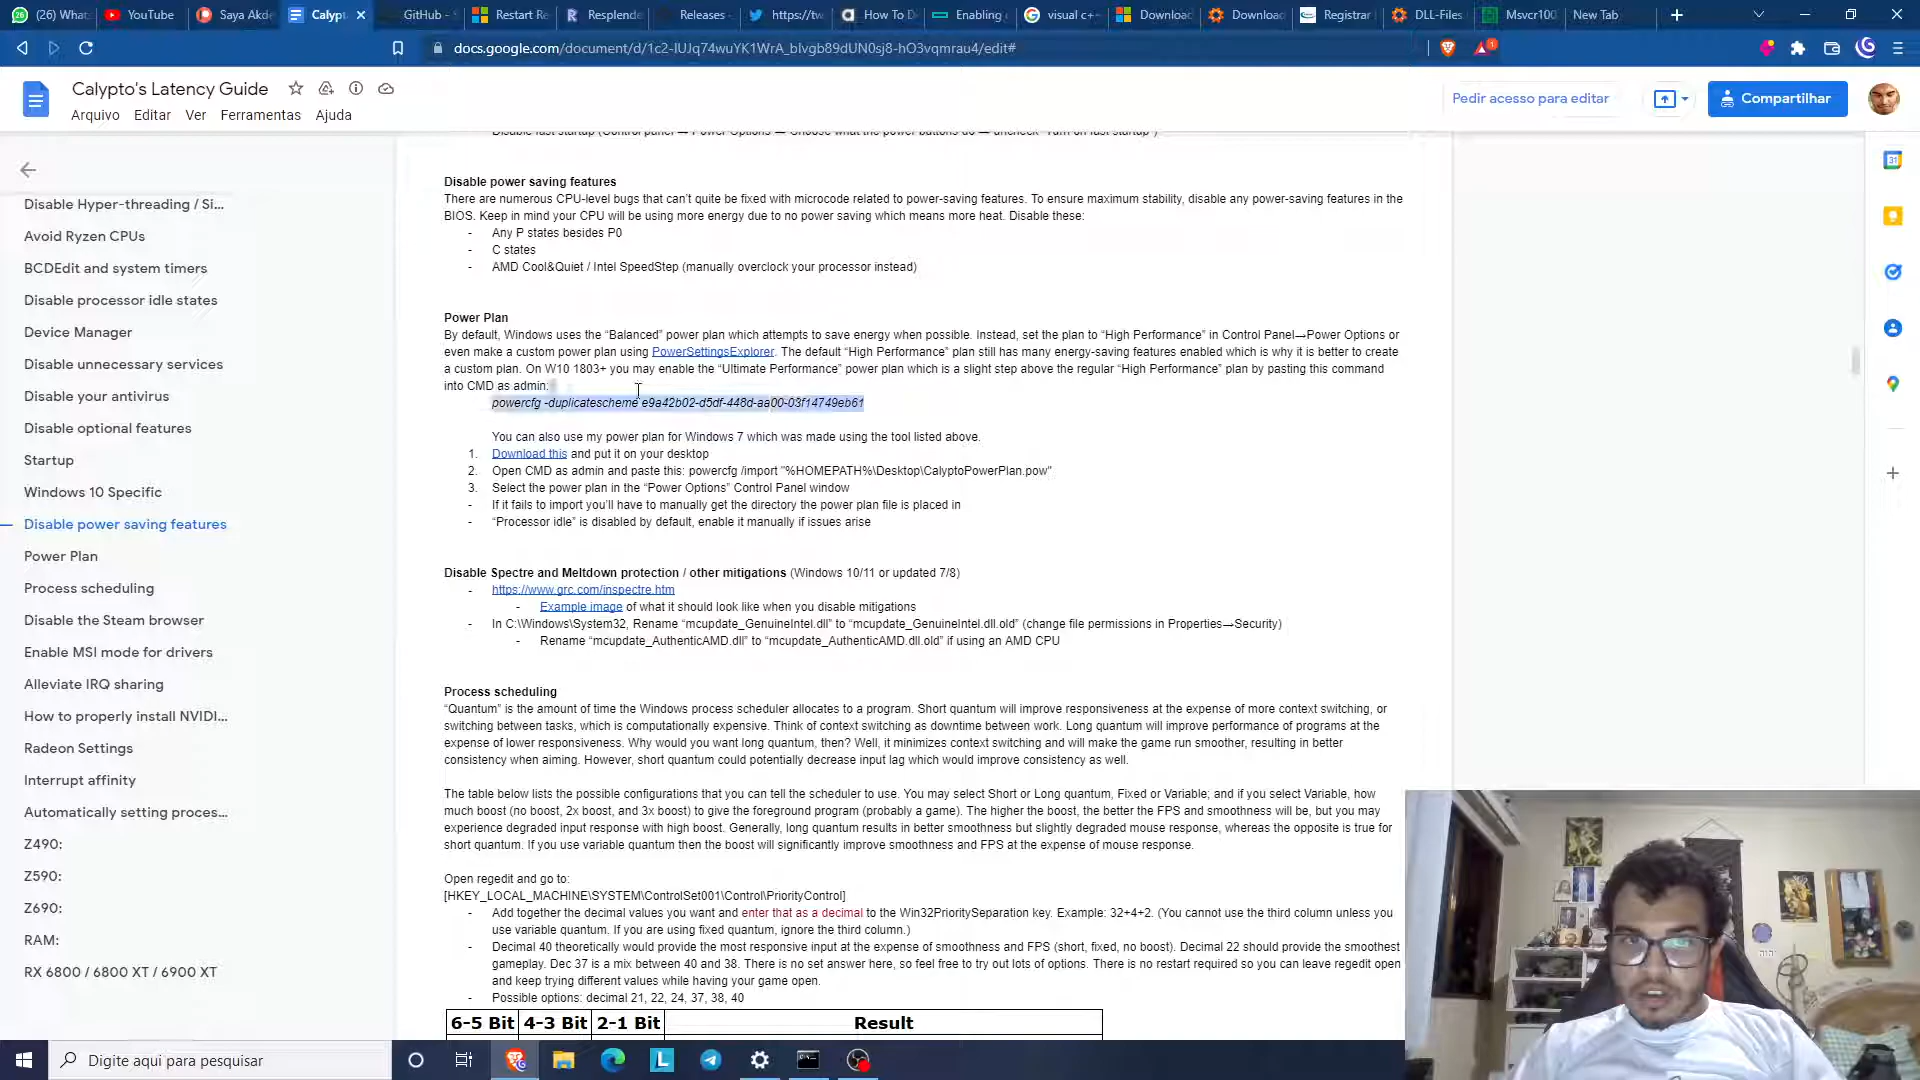 (26) Whats
YouTube
Saya Akde
Calypt
GitHub - S
Restart Re
Resplende
Releases -
https://tw
How To D
Enabling
visual c++
Downloac
Downloac
Registrar
DLL-Files
Msvcr100
New Tab
docs.google.com/document/d/1c2-lUJq74wuYK1WrA_bIvgb89dUN0sj8-hO3vqmrau4/edit#
Calypto's Latency Guide
Pedir acesso para editar
Compartilhar
Arquivo Editar Ver Ferramentas Ajuda
Disable Hyper-threading / Si...
Avoid Ryzen CPUs
BCDEdit and system timers
Disable processor idle states
Device Manager
Disable unnecessary services
Disable your antivirus
Disable optional features
Startup
Windows 10 Specific
Disable power saving features
Power Plan
Process scheduling
Disable the Steam browser
Enable MSI mode for drivers
Alleviate IRQ sharing
How to properly install NVIDI...
Radeon Settings
Interrupt affinity
Automatically setting proces...
Z490:
Z590:
Z690:
RAM:
RX 6800 / 6800 XT / 6900 XT
Disable fast startup (Control panel → Power Options → Choose what the power buttons do → uncheck "Turn on fast startup")
Disable power saving features
There are numerous CPU-level bugs that can't quite be fixed with microcode related to power-saving features. To ensure maximum stability, disable any power-saving features in the
BIOS. Keep in mind your CPU will be using more energy due to no power saving which means more heat. Disable these:
- Any P states besides P0
- C states
- AMD Cool&Quiet / Intel SpeedStep (manually overclock your processor instead)
Power Plan
By default, Windows uses the “Balanced” power plan which attempts to save energy when possible. Instead, set the plan to “High Performance” in Control Panel→Power Options or
even make a custom power plan using PowerSettingsExplorer. The default “High Performance” plan still has many energy-saving features enabled which is why it is better to create
a custom plan. On W10 1803+ you may enable the “Ultimate Performance” power plan which is a slight step above the regular “High Performance” plan by pasting this command
into CMD as admin:
powercfg -duplicatescheme e9a42b02-d5df-448d-aa00-03f14749eb61
You can also use my power plan for Windows 7 which was made using the tool listed above.
1. Download this and put it on your desktop
2. Open CMD as admin and paste this: powercfg /import "%HOMEPATH%\Desktop\CalyptoPowerPlan.pow"
3. Select the power plan in the “Power Options” Control Panel window
- If it fails to import you’ll have to manually get the directory the power plan file is placed in
- “Processor idle” is disabled by default, enable it manually if issues arise
Disable Spectre and Meltdown protection / other mitigations (Windows 10/11 or updated 7/8)
- https://www.grc.com/inspectre.htm
- Example image of what it should look like when you disable mitigations
- In C:\Windows\System32, Rename “mcupdate_GenuineIntel.dll” to “mcupdate_GenuineIntel.dll.old” (change file permissions in Properties→Security)
- Rename “mcupdate_AuthenticAMD.dll” to “mcupdate_AuthenticAMD.dll.old” if using an AMD CPU
Process scheduling
“Quantum” is the amount of time the Windows process scheduler allocates to a program. Short quantum will improve responsiveness at the expense of more context switching, or
switching between tasks, which is computationally expensive. Think of context switching as downtime between work. Long quantum will improve performance of programs at the
expense of lower responsiveness. Why would you want long quantum, then? Well, it minimizes context switching and will make the game run smoother, resulting in better
consistency when aiming. However, short quantum could potentially decrease input lag which would improve consistency as well.
The table below lists the possible configurations that you can tell the scheduler to use. You may select Short or Long quantum, Fixed or Variable; and if you select Variable, how
much boost (no boost, 2x boost, and 3x boost) to give the foreground program (probably a game). The higher the boost, the better the FPS and smoothness will be, but you may
experience degraded input response with high boost. Generally, long quantum results in better smoothness but slightly degraded mouse response, whereas the opposite is true for
short quantum. If you use variable quantum then the boost will significantly improve smoothness and FPS at the expense of mouse response.
Open regedit and go to:
[HKEY_LOCAL_MACHINE\SYSTEM\ControlSet001\Control\PriorityControl]
- Add together the decimal values you want and enter that as a decimal to the Win32PrioritySeparation key. Example: 32+4+2. (You cannot use the third column unless you
use variable quantum. If you are using fixed quantum, ignore the third column.)
- Decimal 40 theoretically would provide the most responsive input at the expense of smoothness and FPS (short, fixed, no boost). Decimal 22 should provide the smoothest
gameplay. Dec 37 is a mix between 40 and 38. There is no set answer here, so feel free to try out lots of options. There is no restart required so you can leave regedit open
and keep trying different values while having your game open.
- Possible options: decimal 21, 22, 24, 37, 38, 40
6-5 Bit 4-3 Bit 2-1 Bit Result
Digite aqui para pesquisar